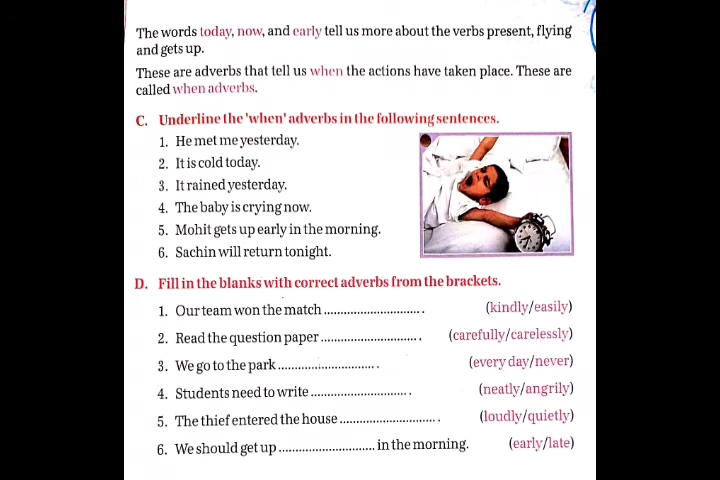 The words today, now, and early tell us more about the verbs present, flying
and gets up.
These are adverbs that tell us when the actions have taken place. These are
called when adverbs.
C. Underline the 'when' adverbs in the following sentences.
1. He met me yesterday.
2. It is cold today.
3. It rained yesterday.
4. The baby is crying now.
5. Mohit gets up early in the morning.
6. Sachin will return tonight.
D. Fill in the blanks with correct adverbs from the brackets.
1. Our team won the match ............................. . (kindly/easily)
2. Read the question paper ............................. . (carefully/carelessly)
3. We go to the park ............................. . (every day/never)
4. Students need to write ............................. . (neatly/angrily)
5. The thief entered the house ............................. . (loudly/quietly)
6. We should get up ............................. in the morning. (early/late)